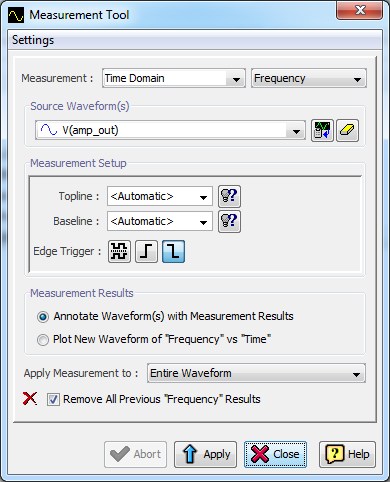 Measurement Tool
Settings
Measurement : Time Domain Frequency
Source Waveform(s)
V(amp_out)
Measurement Setup
Topline : <Automatic>
Baseline : <Automatic>
Edge Trigger :
Measurement Results
Annotate Waveform(s) with Measurement Results
Plot New Waveform of "Frequency" vs "Time"
Apply Measurement to : Entire Waveform
Remove All Previous "Frequency" Results
Abort Apply Close Help